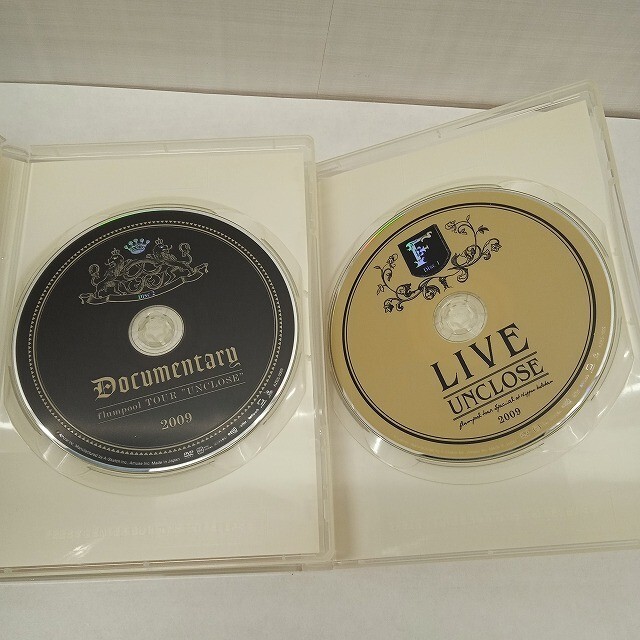 Disc 2
Documentary
flumpool TOUR "UNCLOSE"
2009
F
Disc 1
LIVE
UNCLOSE
2009